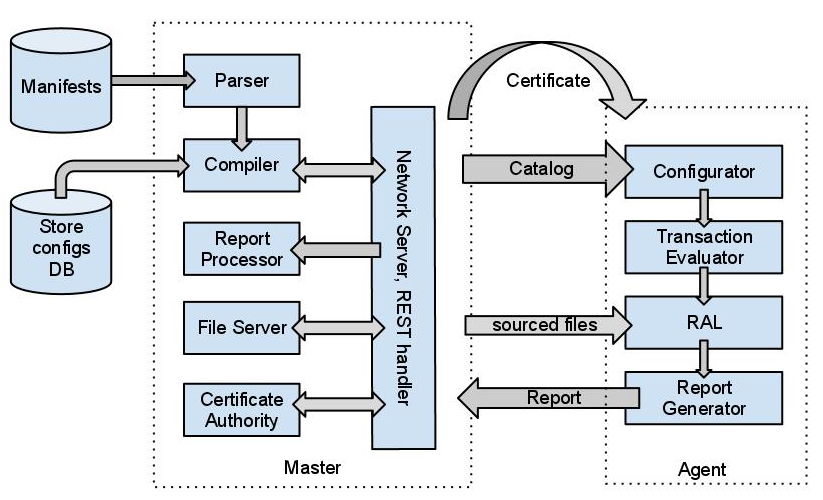 Manifests
Store
configs
DB
Parser
Compiler
Report
Processor
File Server
Certificate
Authority
Network Server, REST handler
Master
Certificate
Catalog
sourced files
Report
Configurator
Transaction
Evaluator
RAL
Report
Generator
Agent